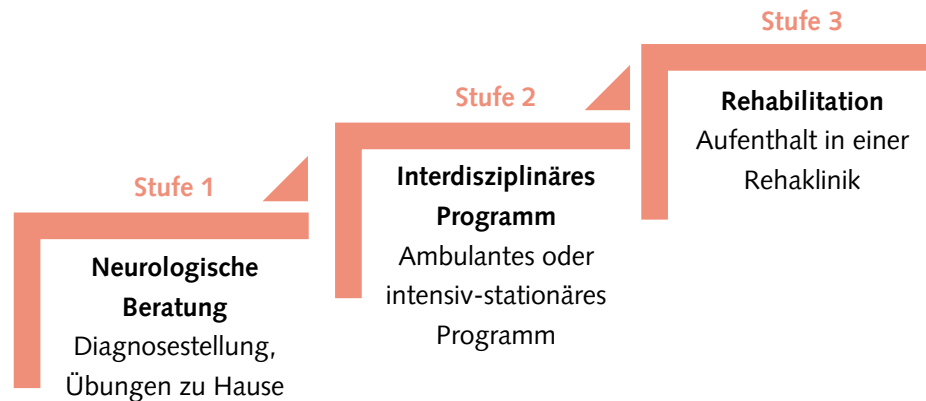 Stufe 1
Neurologische
Beratung
Diagnosestellung,
Übungen zu Hause
Stufe 2
Interdisziplinäres
Programm
Ambulantes oder
intensiv-stationäres
Programm
Stufe 3
Rehabilitation
Aufenthalt in einer
Rehaklinik